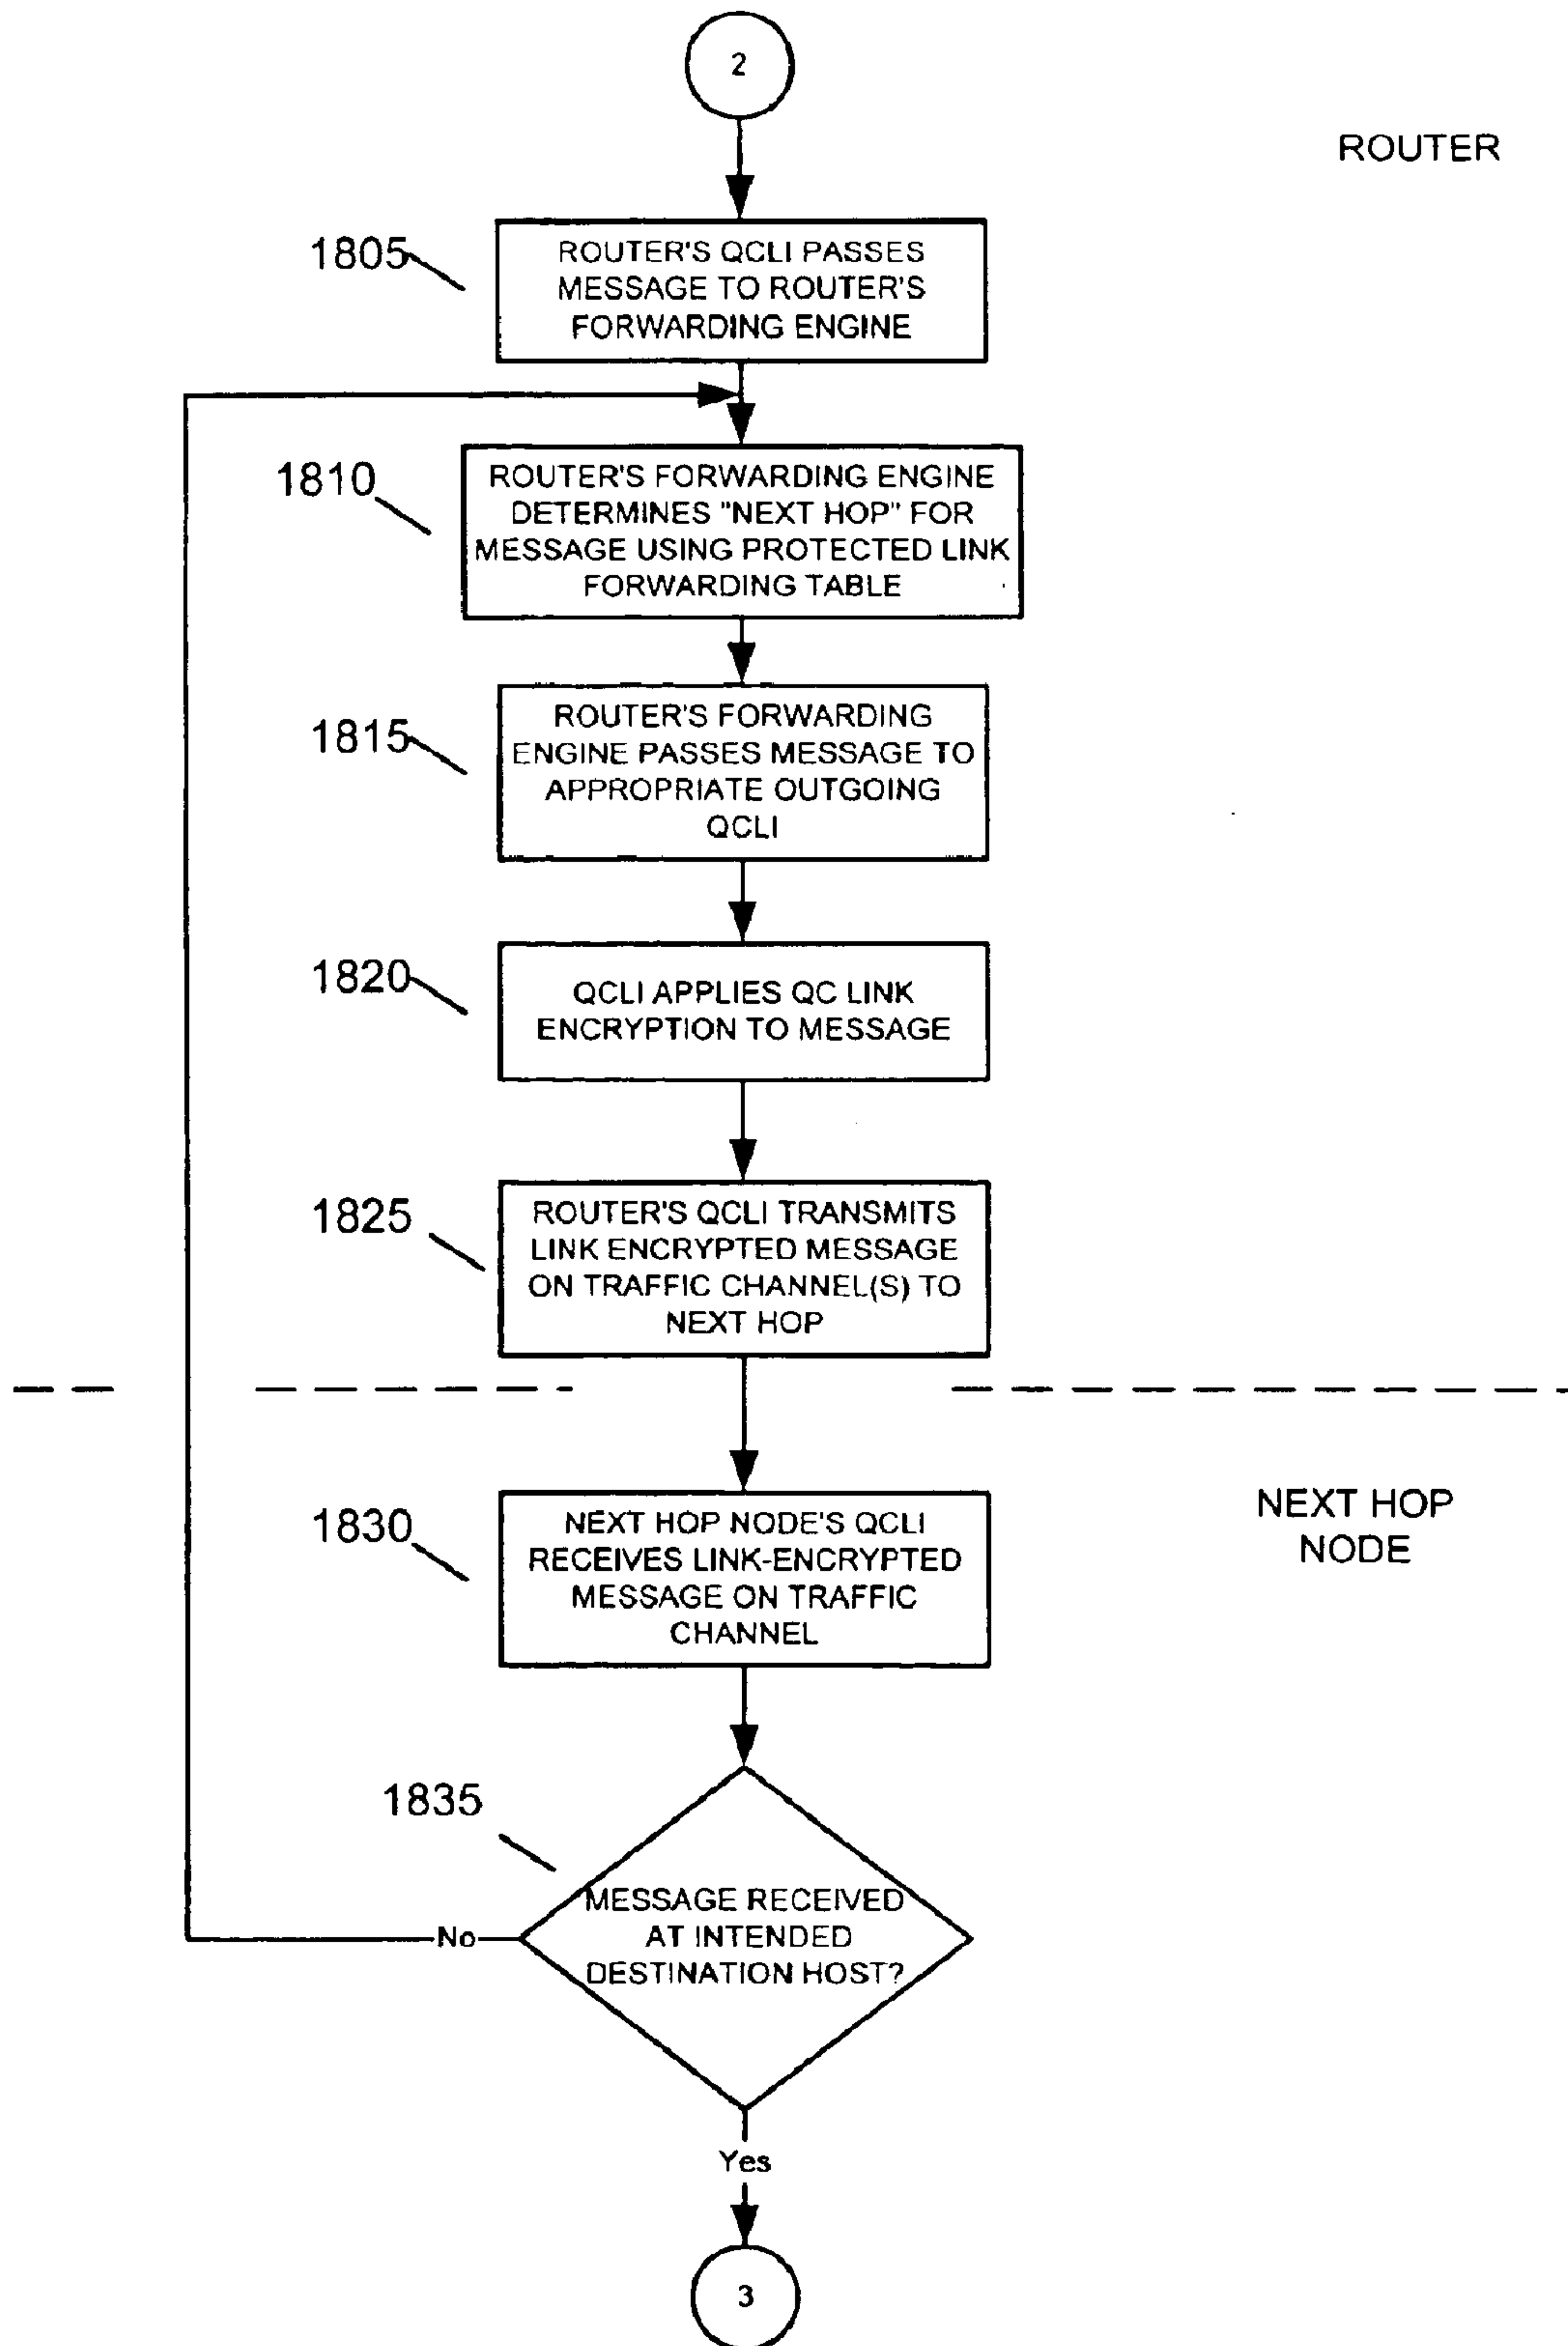 2
ROUTER
1805
ROUTER'S QCLI PASSES
MESSAGE TO ROUTER'S
FORWARDING ENGINE
1810
ROUTER'S FORWARDING ENGINE
DETERMINES "NEXT HOP" FOR
MESSAGE USING PROTECTED LINK
FORWARDING TABLE
1815
ROUTER'S FORWARDING
ENGINE PASSES MESSAGE TO
APPROPRIATE OUTGOING
QCLI
1820
QCLI APPLIES QC LINK
ENCRYPTION TO MESSAGE
1825
ROUTER'S QCLI TRANSMITS
LINK ENCRYPTED MESSAGE
ON TRAFFIC CHANNEL(S) TO
NEXT HOP
NEXT HOP
NODE
1830
NEXT HOP NODE'S QCLI
RECEIVES LINK-ENCRYPTED
MESSAGE ON TRAFFIC
CHANNEL
1835
MESSAGE RECEIVED
AT INTENDED
DESTINATION HOST?
No
Yes
3